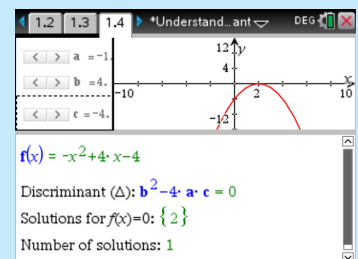 1.2 1.3 1.4 *Understand...ant DEG
a =-1.
b =4.
c =-4.
12 y
4
-10 2 10 x
-12
f(x) = -x²+4·x-4
Discriminant (Δ): b²-4·a·c = 0
Solutions for f(x)=0: {2}
Number of solutions: 1